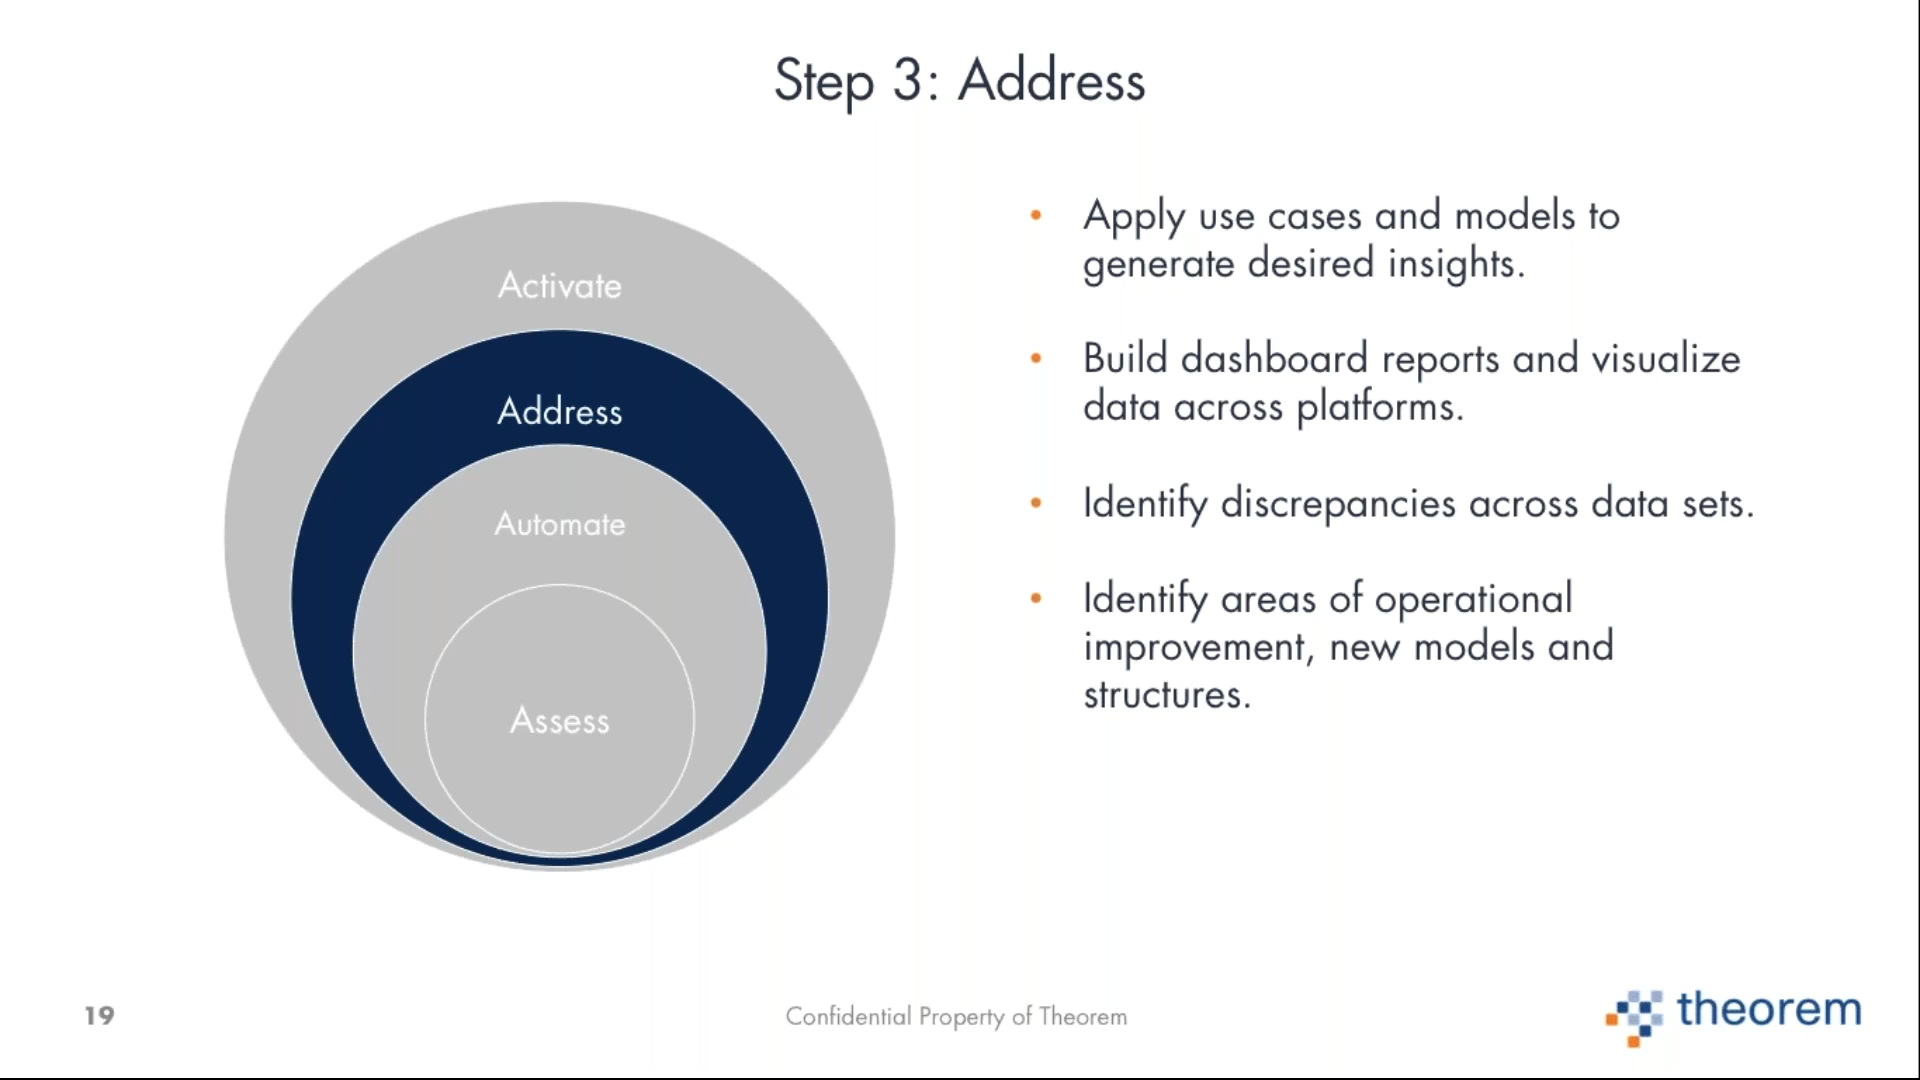 Step 3: Address
Activate
Address
Automate
Assess
• Apply use cases and models to
generate desired insights.
• Build dashboard reports and visualize
data across platforms.
• Identify discrepancies across data sets.
• Identify areas of operational
improvement, new models and
structures.
19
Confidential Property of Theorem
theorem